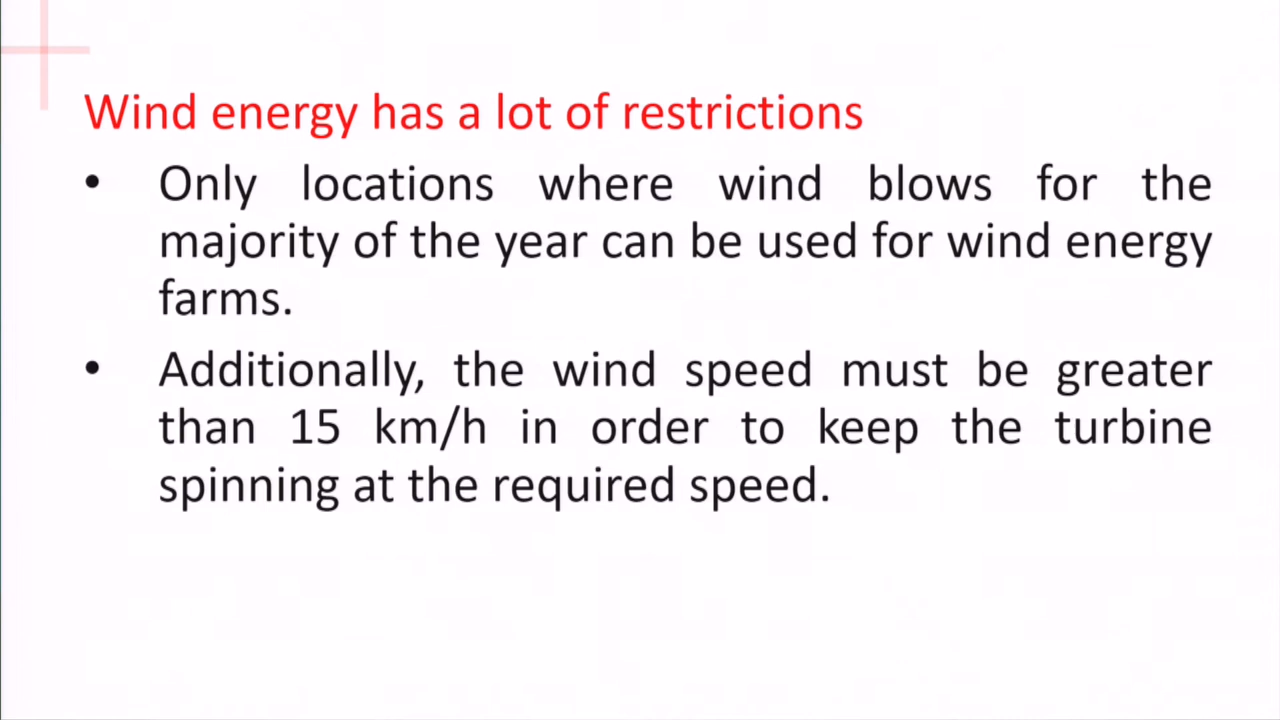 Wind energy has a lot of restrictions
• Only locations where wind blows for the
majority of the year can be used for wind energy
farms.
• Additionally, the wind speed must be greater
than 15 km/h in order to keep the turbine
spinning at the required speed.